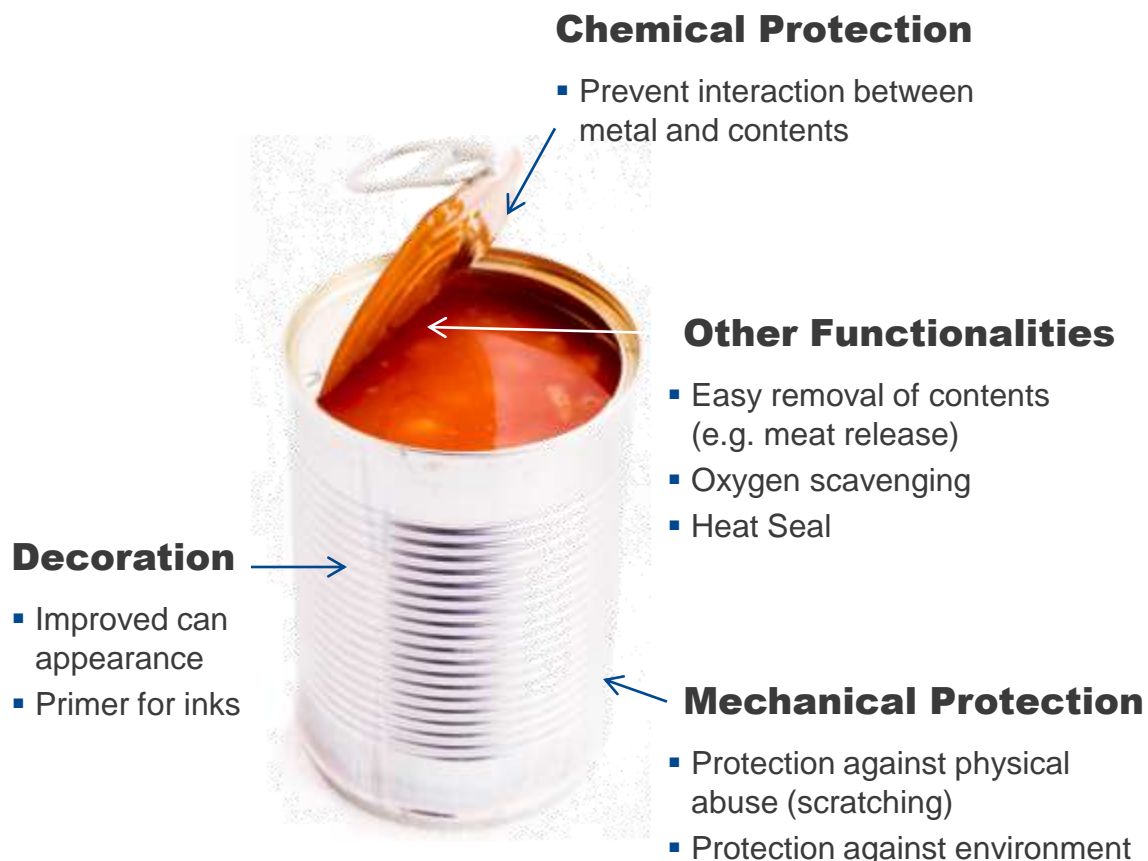 Chemical Protection
▪ Prevent interaction between
metal and contents
Other Functionalities
▪ Easy removal of contents
(e.g. meat release)
▪ Oxygen scavenging
▪ Heat Seal
Decoration
▪ Improved can
appearance
▪ Primer for inks
Mechanical Protection
▪ Protection against physical
abuse (scratching)
▪ Protection against environment